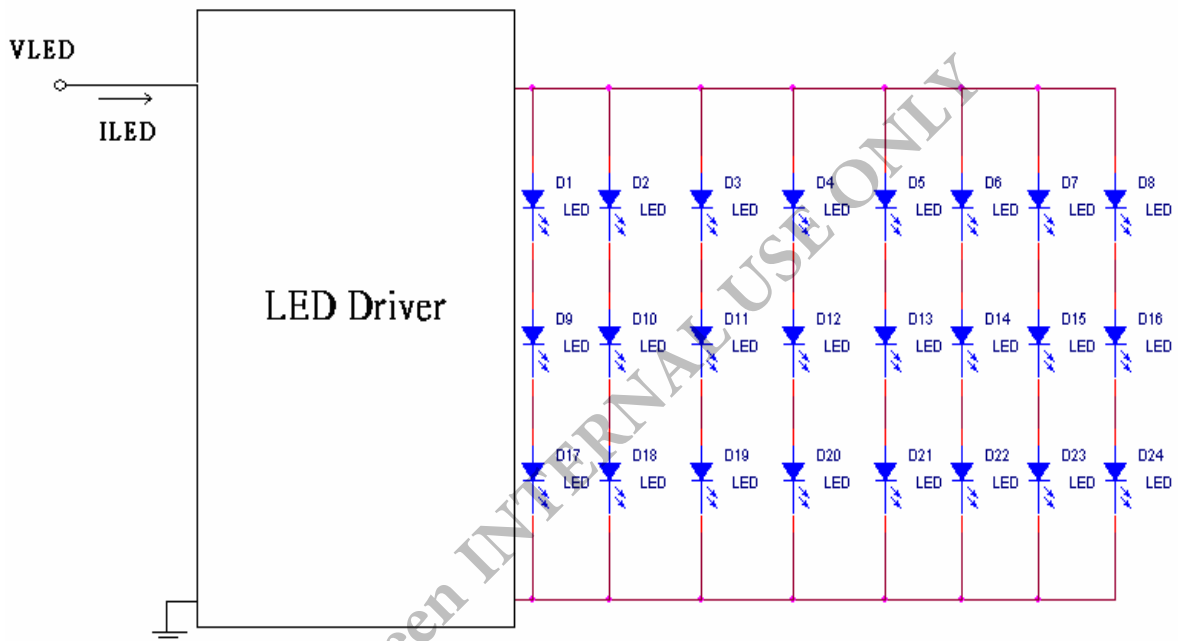 VLED
ILED
LED Driver
D1 D2 D3 D4 D5 D6 D7 D8
LED LED LED LED LED LED LED LED
D9 D10 D11 D12 D13 D14 D15 D16
LED LED LED LED LED LED LED LED
D17 D18 D19 D20 D21 D22 D23 D24
LED LED LED LED LED LED LED LED
INTERNAL USE ONLY